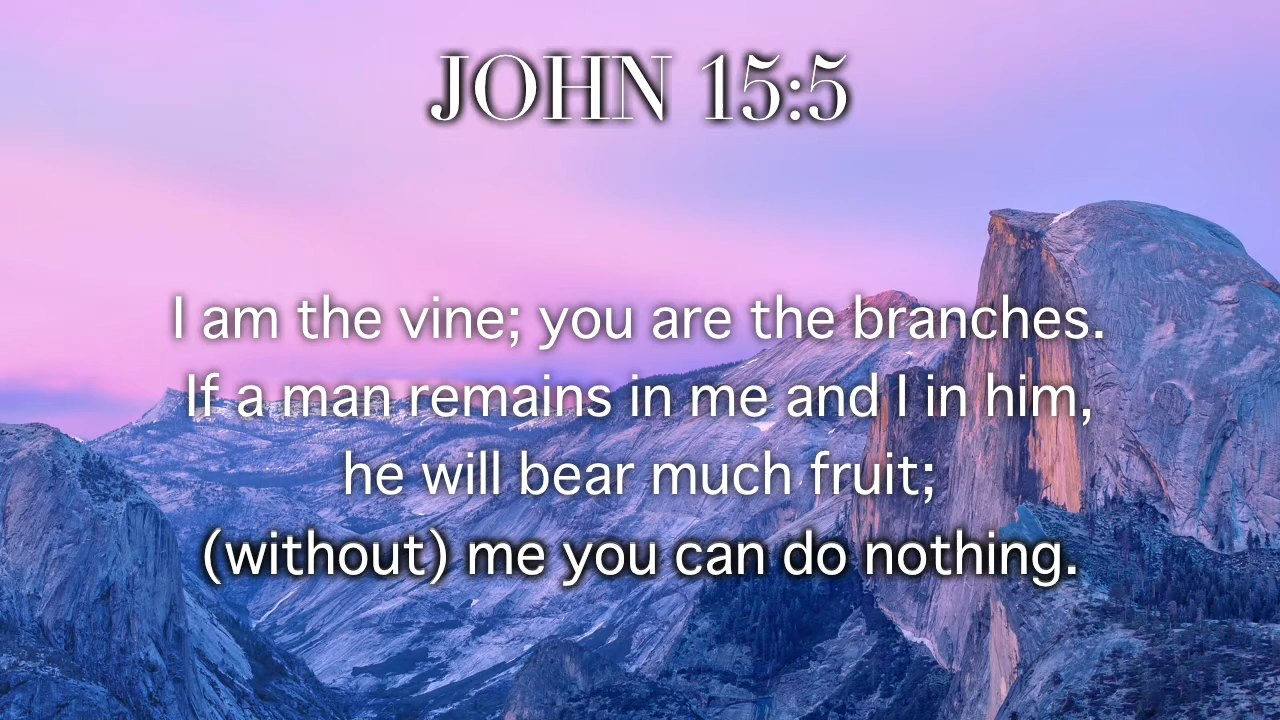 JOHN 15:5
I am the vine; you are the branches.
If a man remains in me and I in him,
he will bear much fruit;
(without) me you can do nothing.